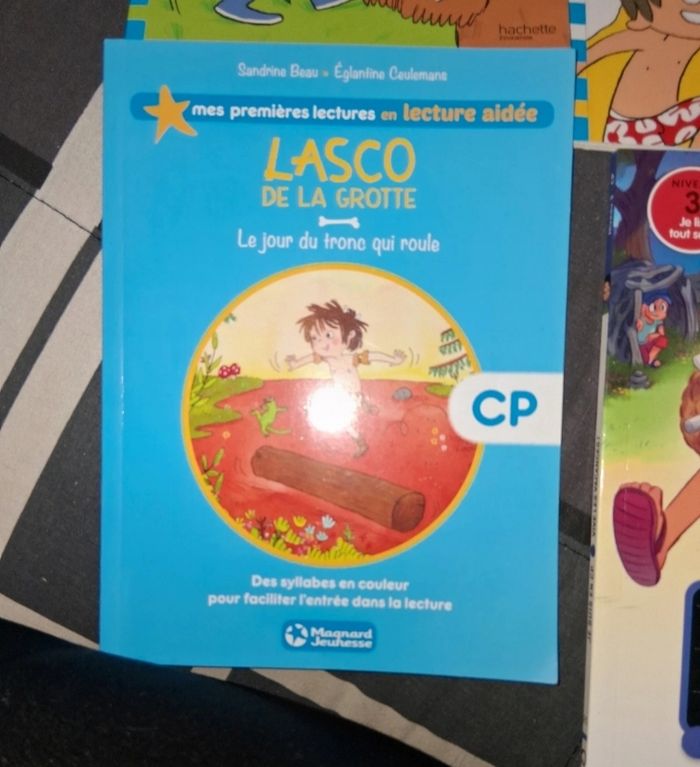 hachette
ÉDUCATION
Sandrine Beau • Églantine Ceulemans
mes premières lectures en lecture aidée
LASCO
DE LA GROTTE
Le jour du tronc qui roule
CP
Des syllabes en couleur
pour faciliter l'entrée dans la lecture
Magnard
Jeunesse
NIVE
3
Je li
tout s